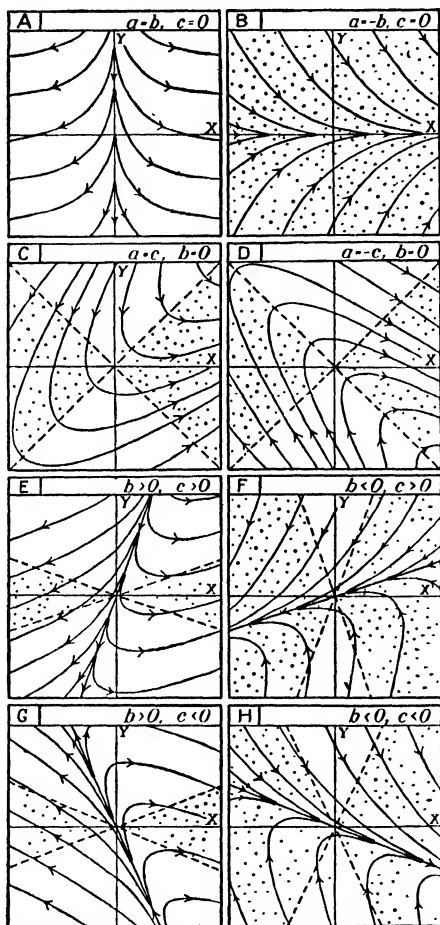 A a=b, c=0
Y
X
B a=-b, c=0
Y
X
C a=c, b=0
Y
X
D a=-c, b=0
Y
X
E b>0, c>0
Y
X
F b<0, c>0
Y
X
G b>0, c<0
Y
X
H b<0, c<0
Y
X